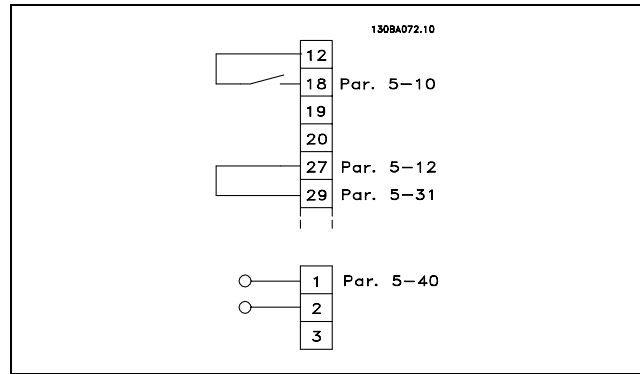 130BA072.10
12
18 Par. 5-10
19
20
27 Par. 5-12
29 Par. 5-31
1 Par. 5-40
2
3